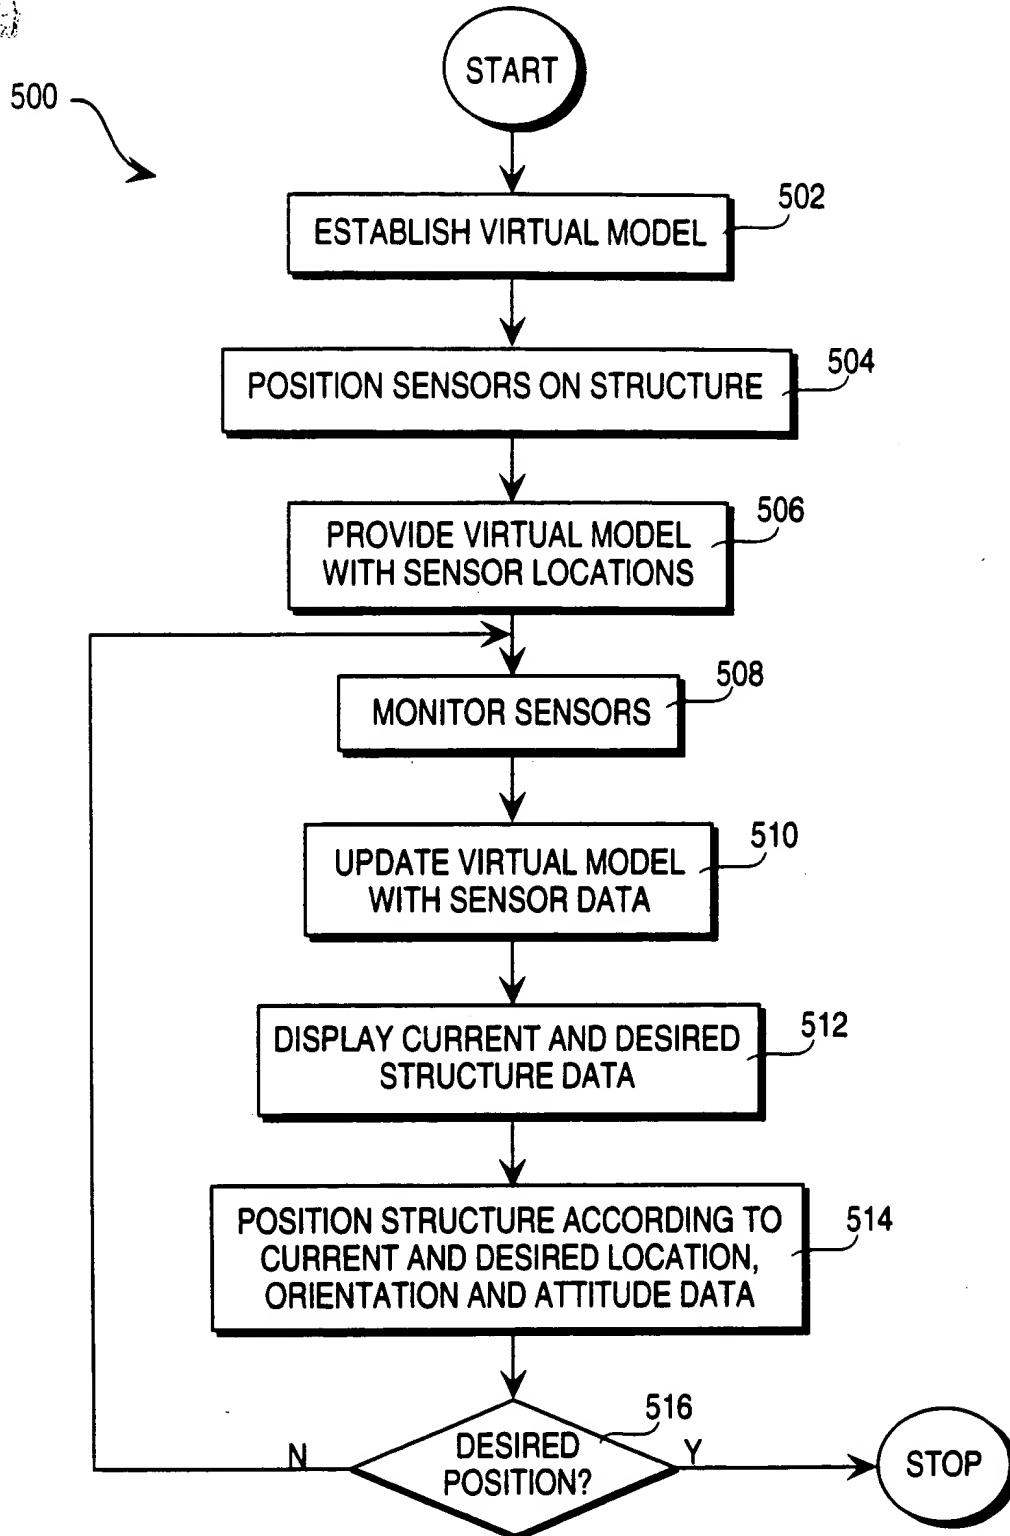 START
500
502
ESTABLISH VIRTUAL MODEL
504
POSITION SENSORS ON STRUCTURE
506
PROVIDE VIRTUAL MODEL
WITH SENSOR LOCATIONS
508
MONITOR SENSORS
510
UPDATE VIRTUAL MODEL
WITH SENSOR DATA
512
DISPLAY CURRENT AND DESIRED
STRUCTURE DATA
514
POSITION STRUCTURE ACCORDING TO
CURRENT AND DESIRED LOCATION,
ORIENTATION AND ATTITUDE DATA
516
DESIRED
POSITION?
N
Y
STOP